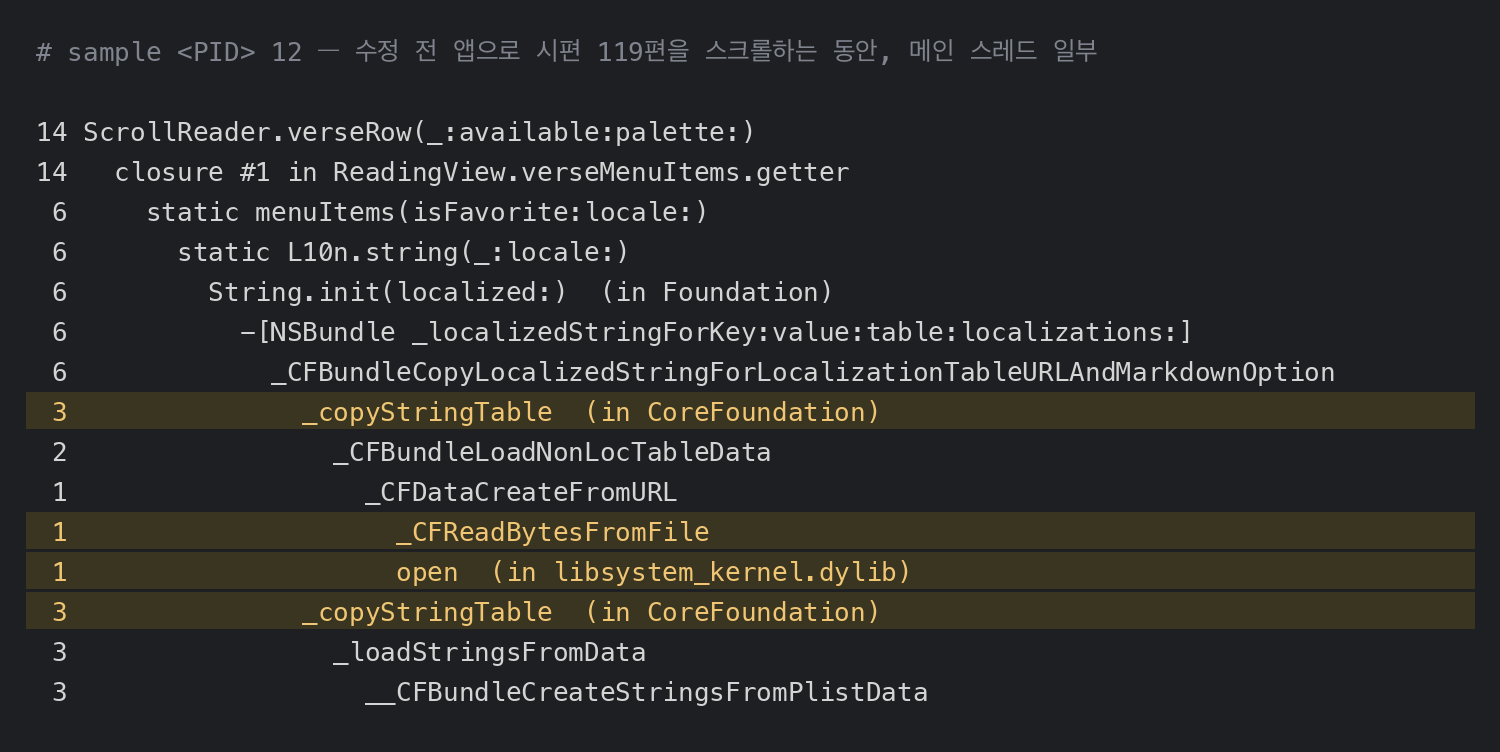 # sample <PID> 12 — 수정 전 앱으로 시편 119편을 스크롤하는 동안, 메인 스레드 일부
14 ScrollReader.verseRow(_:available:palette:)
14   closure #1 in ReadingView.verseMenuItems.getter
 6     static menuItems(isFavorite:locale:)
 6       static L10n.string(_:locale:)
 6         String.init(localized:)  (in Foundation)
 6           -[NSBundle _localizedStringForKey:value:table:localizations:]
 6             _CFBundleCopyLocalizedStringForLocalizationTableURLAndMarkdownOption
 3               _copyStringTable  (in CoreFoundation)
 2                 _CFBundleLoadNonLocTableData
 1                   _CFDataCreateFromURL
 1                     _CFReadBytesFromFile
 1                     open  (in libsystem_kernel.dylib)
 3               _copyStringTable  (in CoreFoundation)
 3                 _loadStringsFromData
 3                   __CFBundleCreateStringsFromPlistData